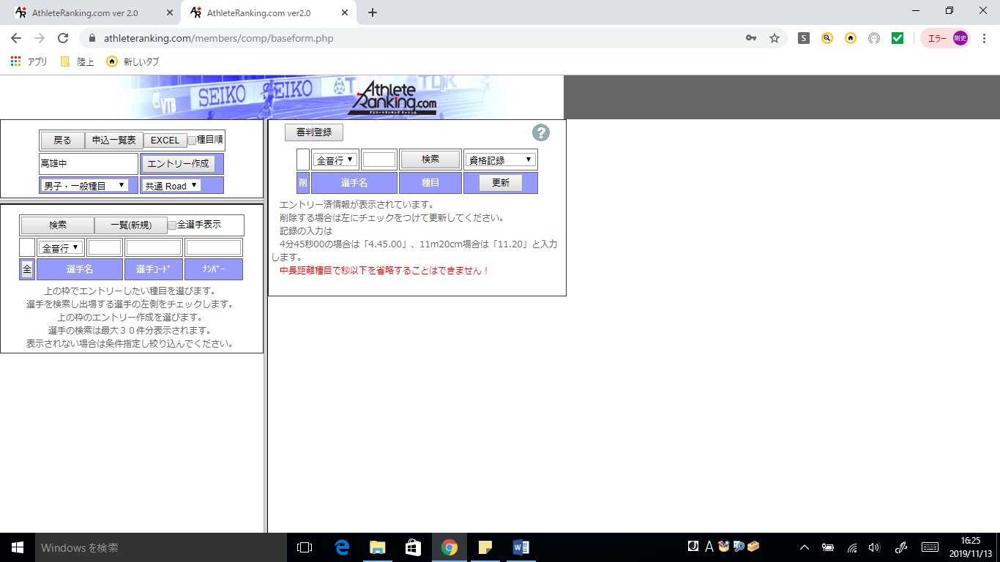 AthleteRanking.com ver 2.0
AthleteRanking.com ver2.0
athleteranking.com/members/comp/baseform.php
S
エラー 剛史
アプリ 陸上 新しいタブ
VTB SEIKO SEIKO TDK
Athlete
Ranking.com
戻る 申込一覧表 EXCEL 種目順
高雄中 エントリー作成
男子・一般種目 共通 Road
検索 一覧(新規) 全選手表示
全音行
全 選手名 選手ｺｰﾄﾞ ﾅﾝﾊﾞｰ
上の枠でエントリーしたい種目を選びます。
選手を検索し出場する選手の左側をチェックします。
上の枠のエントリー作成を選びます。
選手の検索は最大３０件分表示されます。
表示されない場合は条件指定し絞り込んでください。
審判登録 ?
全音行 検索 資格記録
削 選手名 種目 更新
エントリー済情報が表示されています。
削除する場合は左にチェックをつけて更新してください。
記録の入力は
4分45秒00の場合は「4.45.00」、11m20cm場合は「11.20」と入力
します。
中長距離種目で秒以下を省略することはできません！
Windows を検索
A
16:25
2019/11/13